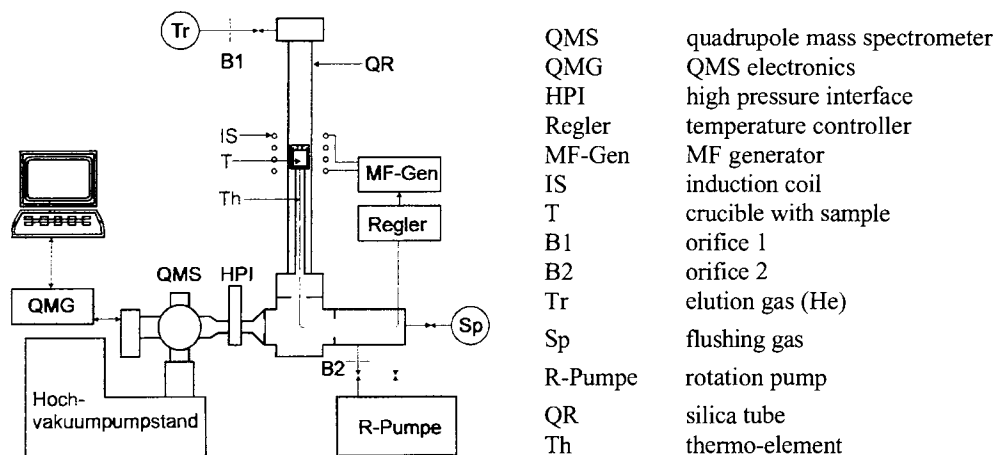 Tr
B1
QR
IS
T
MF-Gen
Th
Regler
QMS HPI
QMG
Sp
B2
Hoch-
vakuumpumpstand
R-Pumpe
QMS quadrupole mass spectrometer
QMG QMS electronics
HPI high pressure interface
Regler temperature controller
MF-Gen MF generator
IS induction coil
T crucible with sample
B1 orifice 1
B2 orifice 2
Tr elution gas (He)
Sp flushing gas
R-Pumpe rotation pump
QR silica tube
Th thermo-element